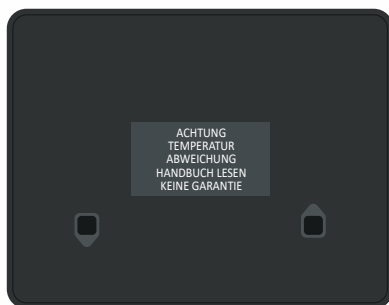 ACHTUNG
TEMPERATUR
ABWEICHUNG
HANDBUCH LESEN
KEINE GARANTIE